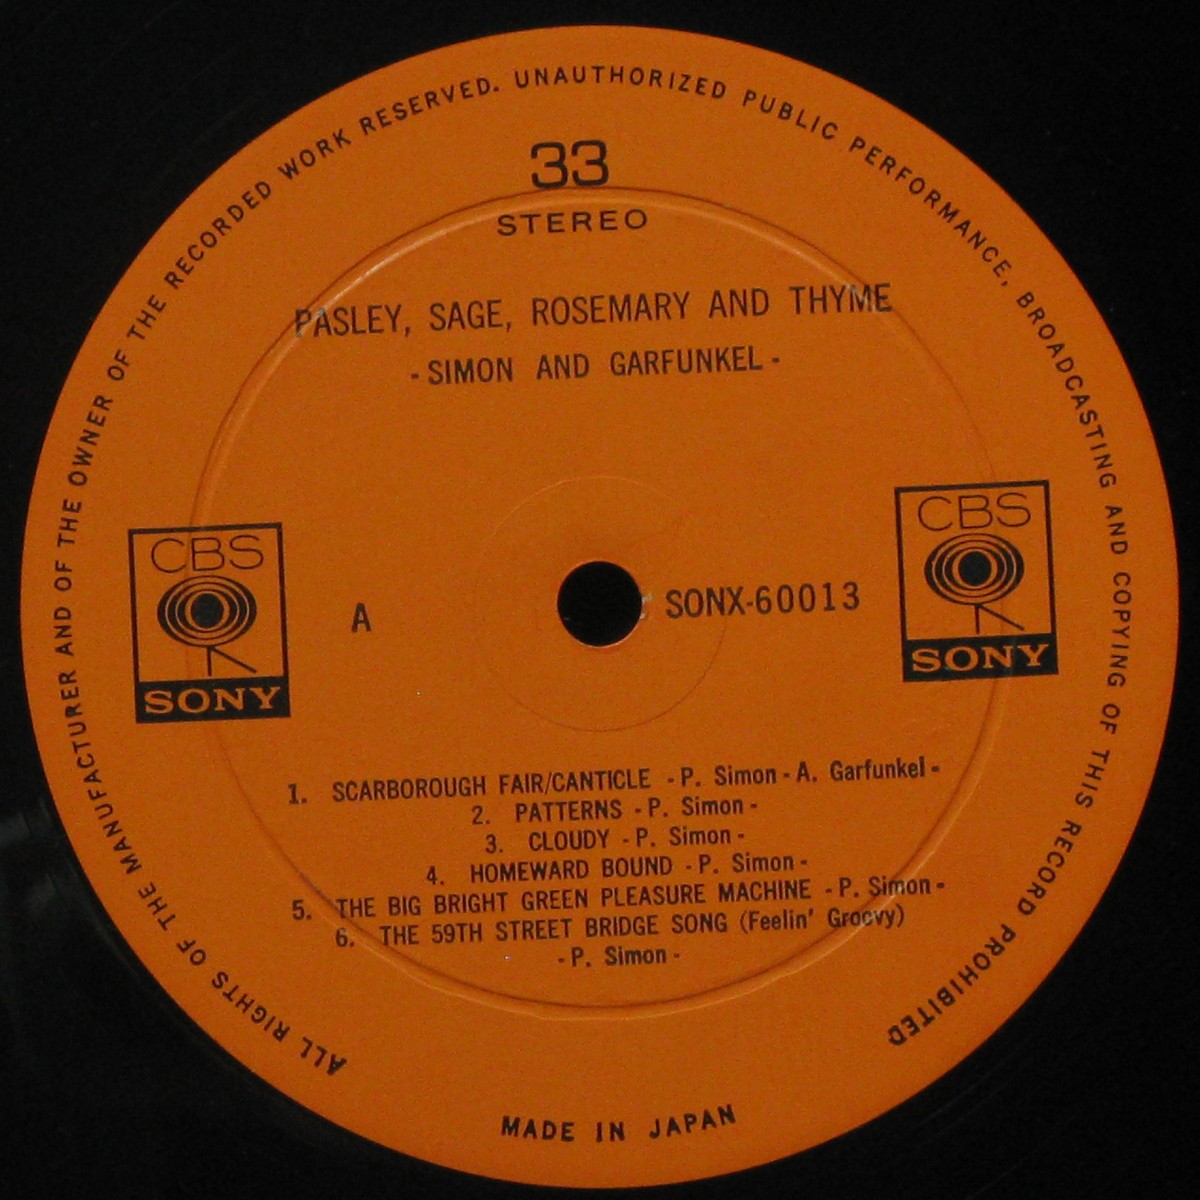 ALL RIGHTS OF THE MANUFACTURER AND OF THE OWNER OF THE RECORDED WORK RESERVED. UNAUTHORIZED PUBLIC PERFORMANCE, BROADCASTING AND COPYING OF THIS RECORD PROHIBITED
33
STEREO
PASLEY, SAGE, ROSEMARY AND THYME
- SIMON AND GARFUNKEL -
CBS
SONY
A
SONX-60013
CBS
SONY
1. SCARBOROUGH FAIR/CANTICLE - P. Simon - A. Garfunkel -
2. PATTERNS - P. Simon -
3. CLOUDY - P. Simon -
4. HOMEWARD BOUND - P. Simon -
5. THE BIG BRIGHT GREEN PLEASURE MACHINE - P. Simon -
6. THE 59TH STREET BRIDGE SONG (Feelin' Groovy)
- P. Simon -
MADE IN JAPAN